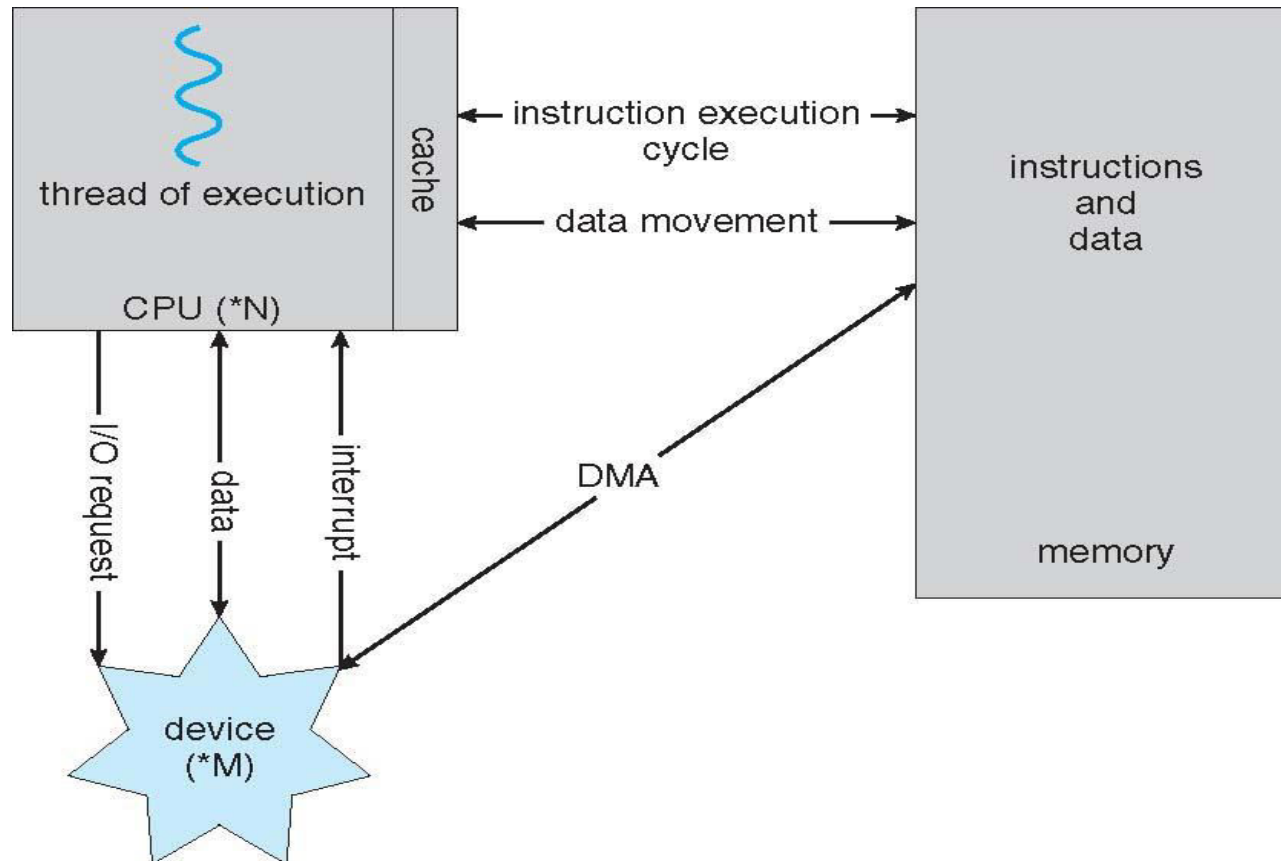 thread of execution
cache
CPU (*N)
instruction execution
cycle
data movement
instructions
and
data
memory
I/O request
data
interrupt
DMA
device
(*M)